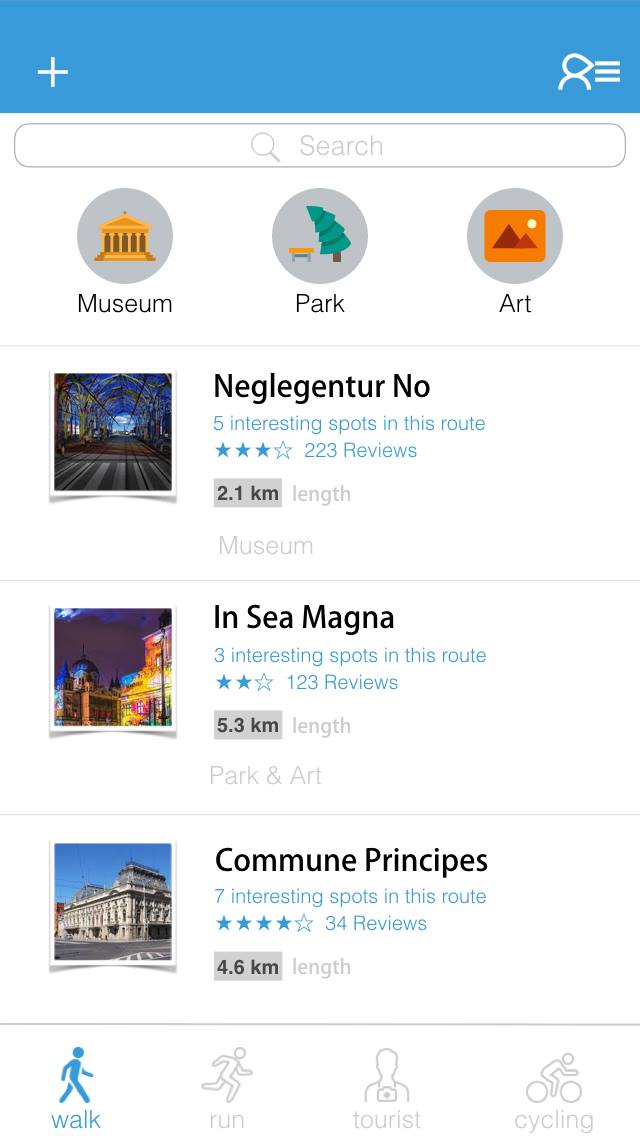 Search
Museum Park Art
Neglegentur No
5 interesting spots in this route
★★★☆ 223 Reviews
2.1 km length
Museum
In Sea Magna
3 interesting spots in this route
★★☆ 123 Reviews
5.3 km length
Park & Art
Commune Principes
7 interesting spots in this route
★★★★☆ 34 Reviews
4.6 km length
walk run tourist cycling